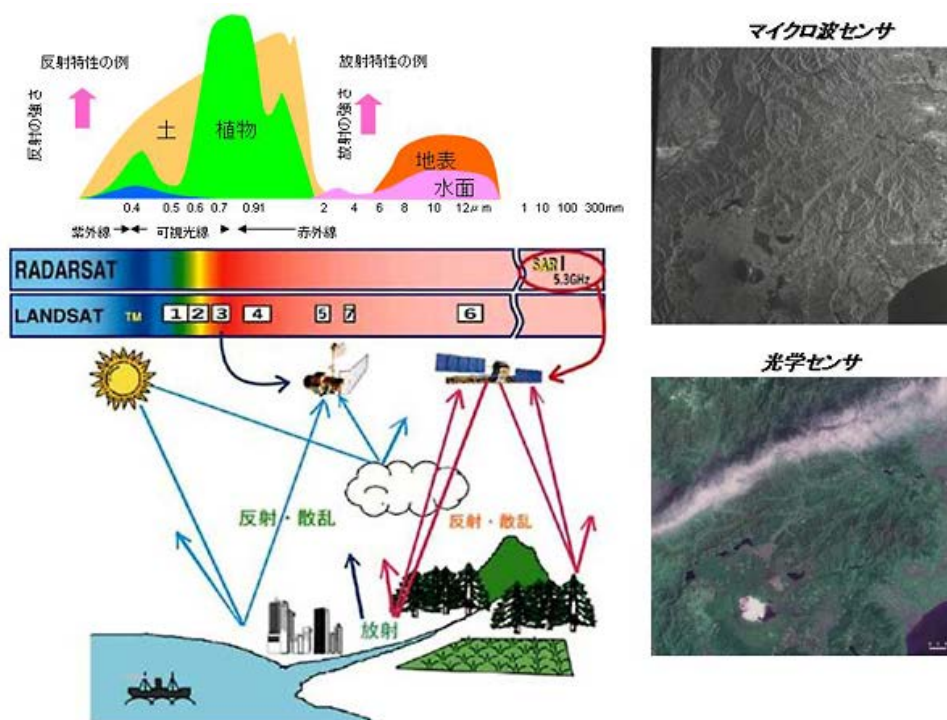 反射特性の例
反射の強さ
土
植物
放射特性の例
放射の強さ
地表
水面
0.4 0.5 0.6 0.7 0.91 2 4 6 8 10 12μm 1 10 100 300mm
紫外線 可視光線 赤外線
RADARSAT SAR 5.3GHz
LANDSAT TM 1 2 3 4 5 7 6
反射・散乱
反射・散乱
放射
マイクロ波センサ
光学センサ